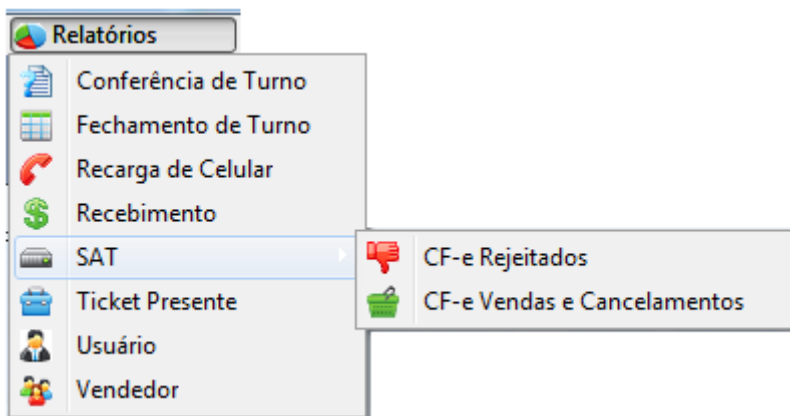 Relatórios
Conferência de Turno
Fechamento de Turno
Recarga de Celular
Recebimento
SAT
CF-e Rejeitados
CF-e Vendas e Cancelamentos
Ticket Presente
Usuário
Vendedor